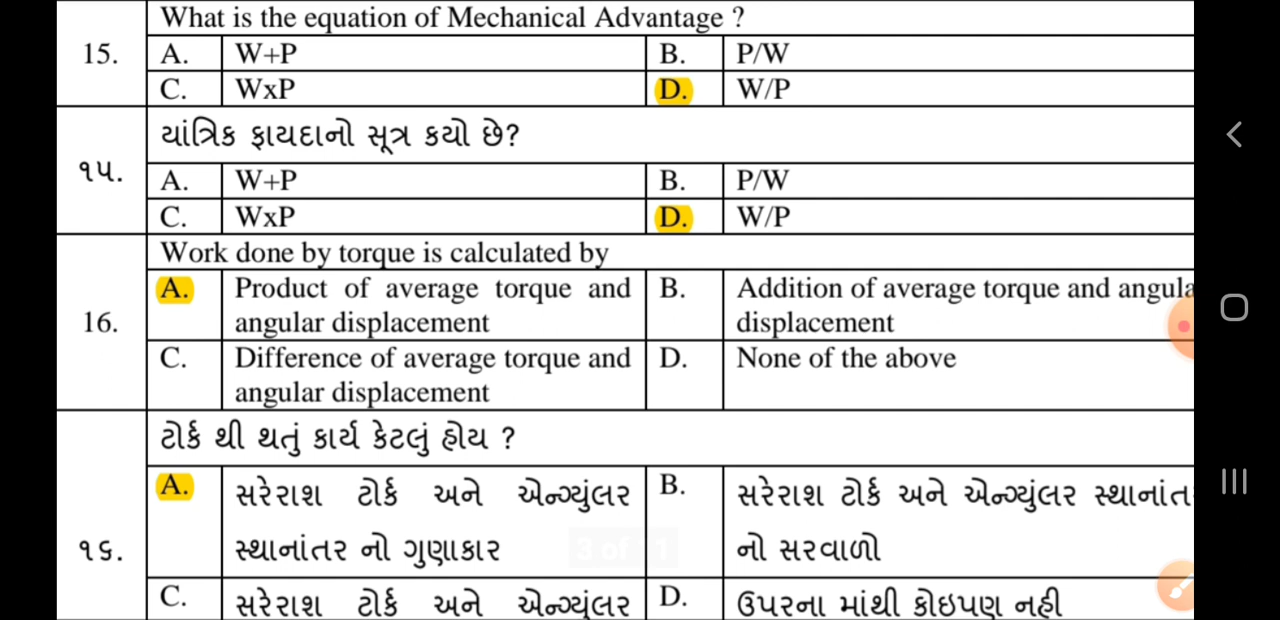 What is the equation of Mechanical Advantage ?
15. A. W+P B. P/W
C. WxP D. W/P
યાંત્રિક ફાયદાનો સૂત્ર કયો છે?
૧૫. A. W+P B. P/W
C. WxP D. W/P
Work done by torque is calculated by
16. A. Product of average torque and B. Addition of average torque and angula
angular displacement displacement
C. Difference of average torque and D. None of the above
angular displacement
ટોર્ક થી થતું કાર્ય કેટલું હોય ?
૧૬. A. સરેરાશ ટોર્ક અને એન્ગ્યુંલર B. સરેરાશ ટોર્ક અને એન્ગ્યુંલર સ્થાનાંત
સ્થાનાંતર નો ગુણાકાર નો સરવાળો
3 of 11
C. સરેરાશ ટોર્ક અને એન્ગ્યુંલર D. ઉપરના માંથી કોઇપણ નહી